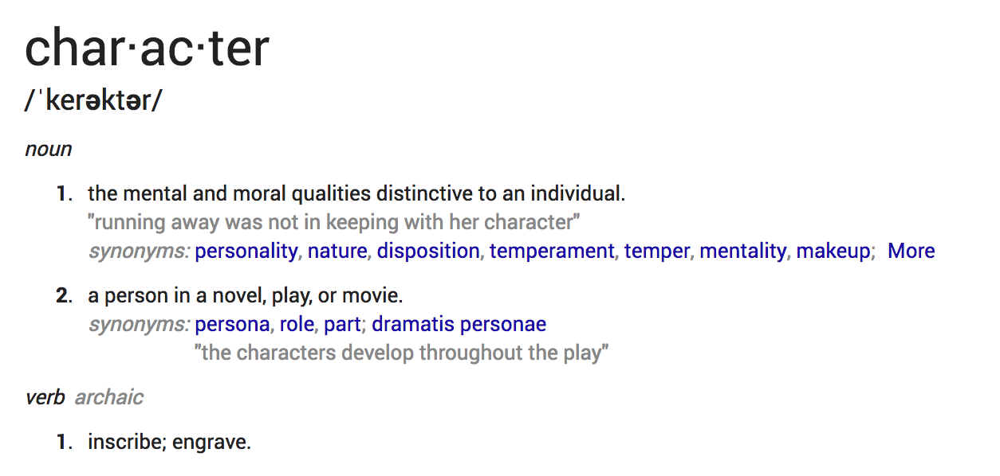 char·ac·ter
/ˈkerəktər/
noun
1. the mental and moral qualities distinctive to an individual.
"running away was not in keeping with her character"
synonyms: personality, nature, disposition, temperament, temper, mentality, makeup; More
2. a person in a novel, play, or movie.
synonyms: persona, role, part; dramatis personae
"the characters develop throughout the play"
verb archaic
1. inscribe; engrave.